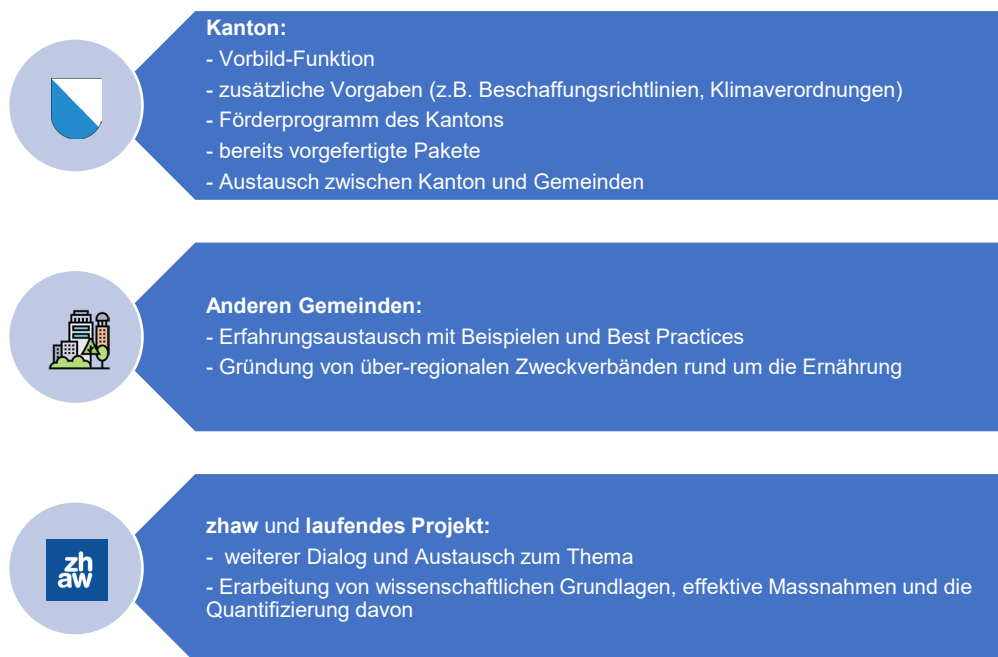 Kanton:
- Vorbild-Funktion
- zusätzliche Vorgaben (z.B. Beschaffungsrichtlinien, Klimaverordnungen)
- Förderprogramm des Kantons
- bereits vorgefertigte Pakete
- Austausch zwischen Kanton und Gemeinden
Anderen Gemeinden:
- Erfahrungsaustausch mit Beispielen und Best Practices
- Gründung von über-regionalen Zweckverbänden rund um die Ernährung
zh
aw
zhaw und laufendes Projekt:
- weiterer Dialog und Austausch zum Thema
- Erarbeitung von wissenschaftlichen Grundlagen, effektive Massnahmen und die
Quantifizierung davon